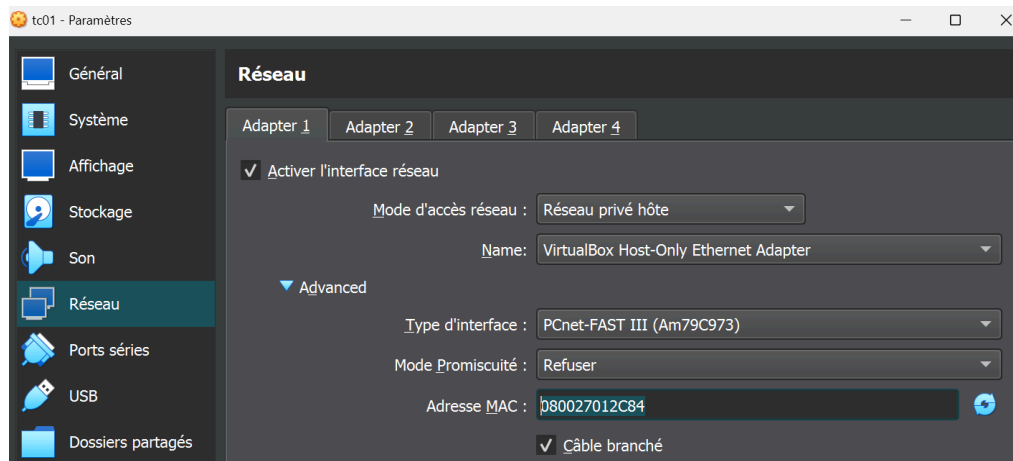 tc01 - Paramètres
Général
Système
Affichage
Stockage
Son
Réseau
Ports séries
USB
Dossiers partagés
Réseau
Adapter 1 Adapter 2 Adapter 3 Adapter 4
Activer l'interface réseau
Mode d'accès réseau : Réseau privé hôte
Name: VirtualBox Host-Only Ethernet Adapter
Advanced
Type d'interface : PCnet-FAST III (Am79C973)
Mode Promiscuité : Refuser
Adresse MAC : 080027012C84
Câble branché